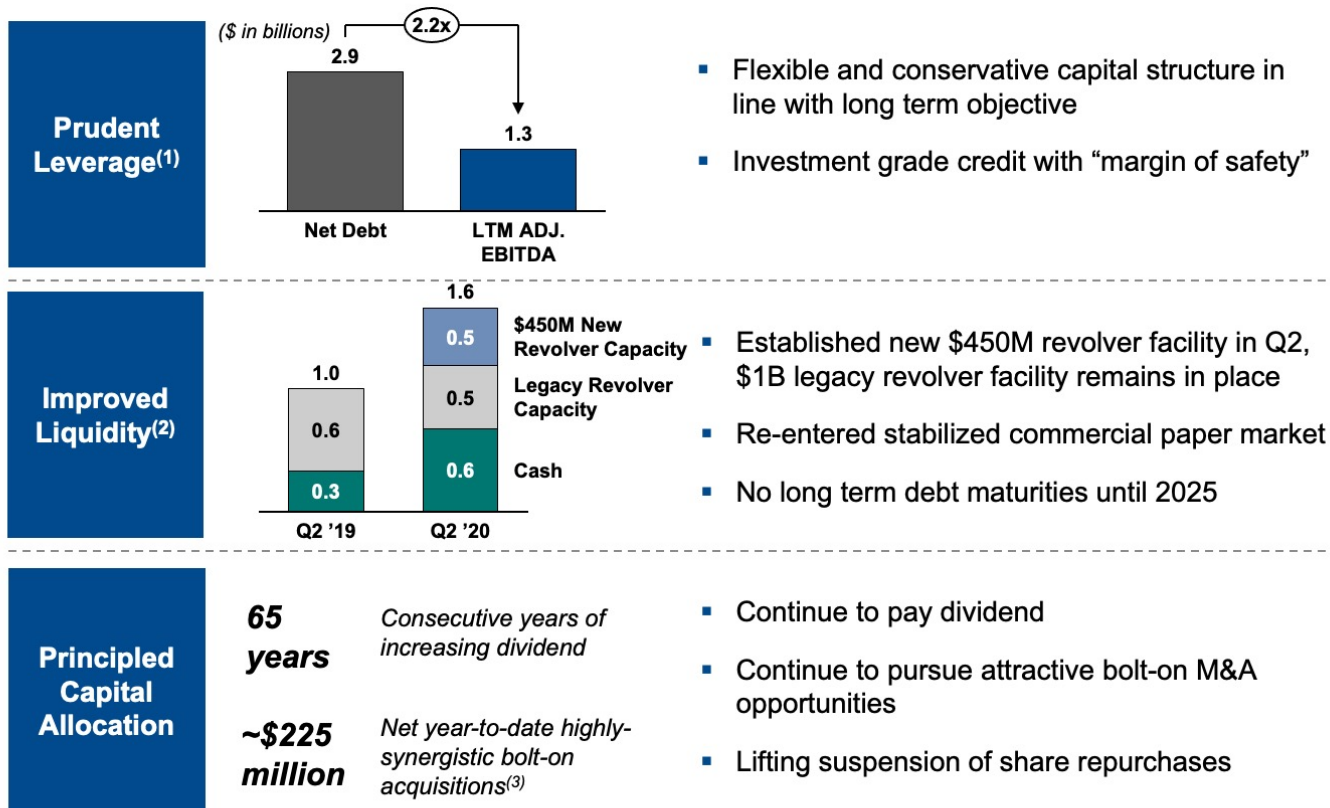 Prudent
Leverage(1)
($ in billions)
2.2x
2.9
1.3
Net Debt
LTM ADJ.
EBITDA
▪ Flexible and conservative capital structure in
line with long term objective
▪ Investment grade credit with “margin of safety”
Improved
Liquidity(2)
1.0
0.6
0.3
Q2 ’19
1.6
0.5
0.5
0.6
Q2 ’20
$450M New
Revolver Capacity
Legacy Revolver
Capacity
Cash
▪ Established new $450M revolver facility in Q2,
$1B legacy revolver facility remains in place
▪ Re-entered stabilized commercial paper market
▪ No long term debt maturities until 2025
Principled
Capital
Allocation
65
years
Consecutive years of
increasing dividend
~$225
million
Net year-to-date highly-
synergistic bolt-on
acquisitions(3)
▪ Continue to pay dividend
▪ Continue to pursue attractive bolt-on M&A
opportunities
▪ Lifting suspension of share repurchases